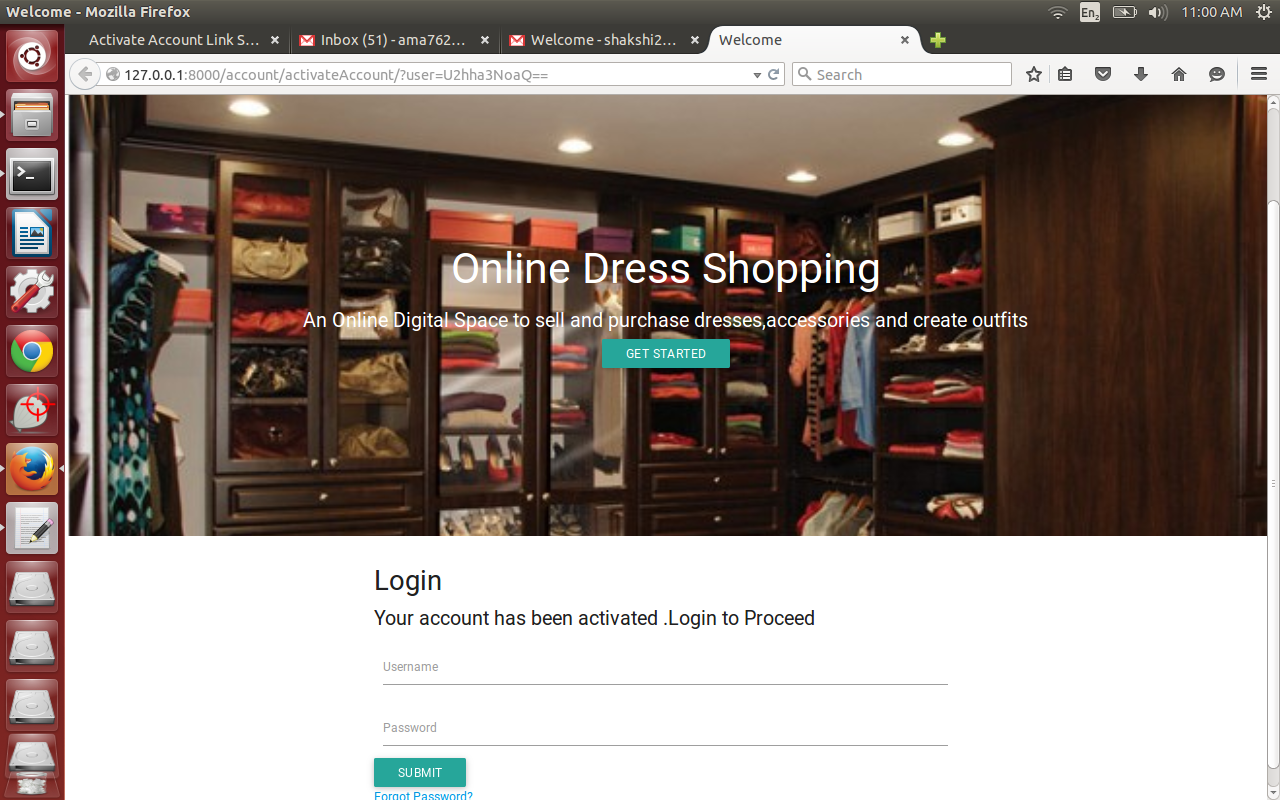 Welcome - Mozilla Firefox
En2
11:00 AM
Activate Account Link S...
Inbox (51) - ama762...
Welcome - shakshi2...
Welcome
127.0.0.1:8000/account/activateAccount/?user=U2hha3NoaQ==
Search
Online Dress Shopping
An Online Digital Space to sell and purchase dresses,accessories and create outfits
GET STARTED
Login
Your account has been activated .Login to Proceed
Username
Password
SUBMIT
Forgot Password?